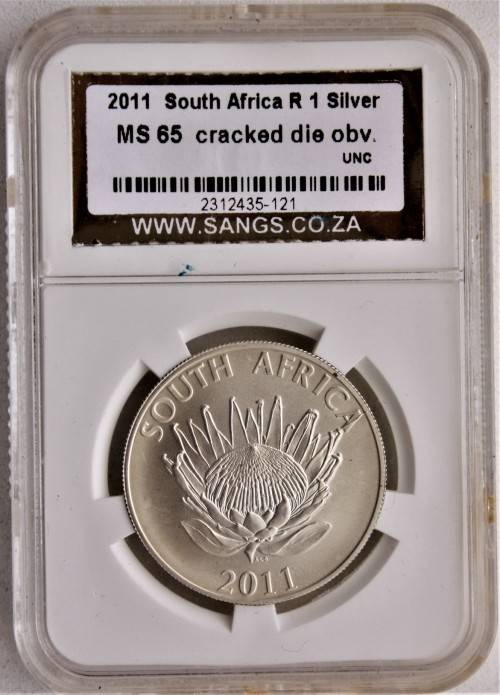 2011 South Africa R 1 Silver
MS 65 cracked die obv.
UNC
2312435-121
WWW.SANGS.CO.ZA
SOUTH AFRICA
2011